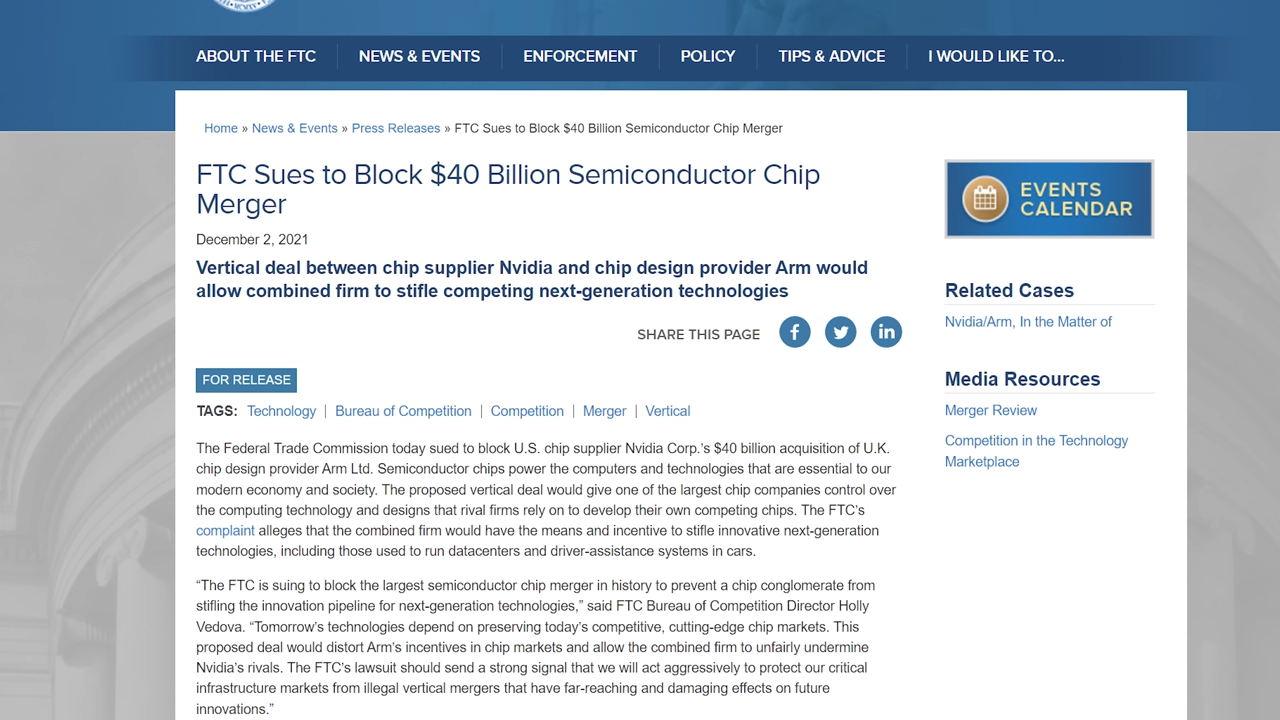 ABOUT THE FTC
NEWS & EVENTS
ENFORCEMENT
POLICY
TIPS & ADVICE
I WOULD LIKE TO...
Home » News & Events » Press Releases » FTC Sues to Block $40 Billion Semiconductor Chip Merger
FTC Sues to Block $40 Billion Semiconductor Chip
Merger
December 2, 2021
Vertical deal between chip supplier Nvidia and chip design provider Arm would
allow combined firm to stifle competing next-generation technologies
SHARE THIS PAGE
FOR RELEASE
TAGS: Technology | Bureau of Competition | Competition | Merger | Vertical
The Federal Trade Commission today sued to block U.S. chip supplier Nvidia Corp.’s $40 billion acquisition of U.K.
chip design provider Arm Ltd. Semiconductor chips power the computers and technologies that are essential to our
modern economy and society. The proposed vertical deal would give one of the largest chip companies control over
the computing technology and designs that rival firms rely on to develop their own competing chips. The FTC’s
complaint alleges that the combined firm would have the means and incentive to stifle innovative next-generation
technologies, including those used to run datacenters and driver-assistance systems in cars.
“The FTC is suing to block the largest semiconductor chip merger in history to prevent a chip conglomerate from
stifling the innovation pipeline for next-generation technologies,” said FTC Bureau of Competition Director Holly
Vedova. “Tomorrow’s technologies depend on preserving today’s competitive, cutting-edge chip markets. This
proposed deal would distort Arm’s incentives in chip markets and allow the combined firm to unfairly undermine
Nvidia’s rivals. The FTC’s lawsuit should send a strong signal that we will act aggressively to protect our critical
infrastructure markets from illegal vertical mergers that have far-reaching and damaging effects on future
innovations.”
EVENTS
CALENDAR
Related Cases
Nvidia/Arm, In the Matter of
Media Resources
Merger Review
Competition in the Technology
Marketplace